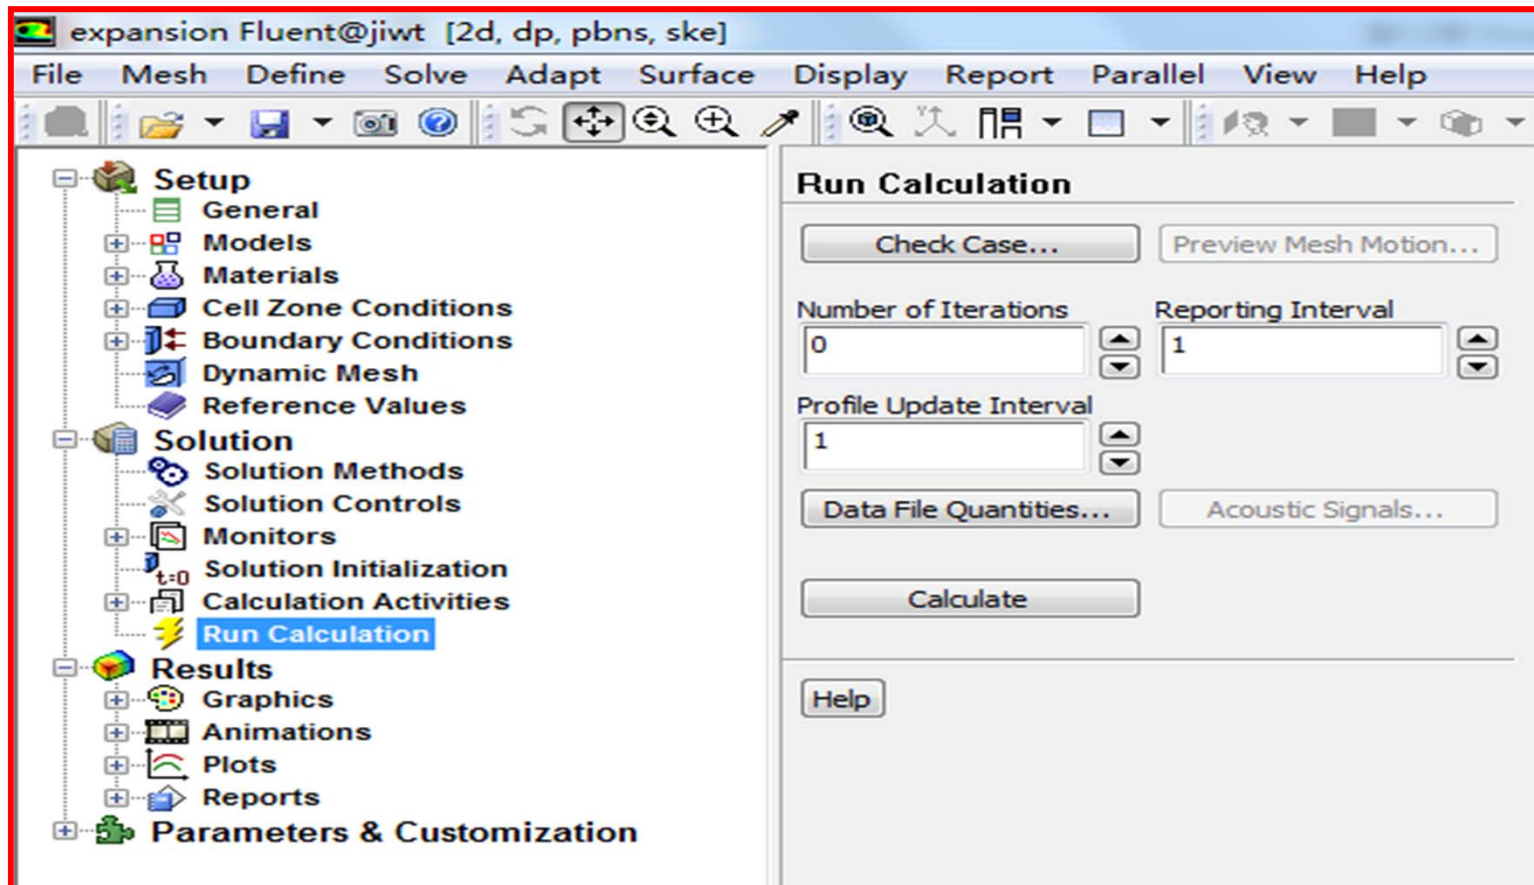 expansion Fluent@jiwt [2d, dp, pbns, ske]
File Mesh Define Solve Adapt Surface Display Report Parallel View Help
Setup
General
Models
Materials
Cell Zone Conditions
Boundary Conditions
Dynamic Mesh
Reference Values
Solution
Solution Methods
Solution Controls
Monitors
t=0 Solution Initialization
Calculation Activities
Run Calculation
Results
Graphics
Animations
Plots
Reports
Parameters & Customization
Run Calculation
Check Case... Preview Mesh Motion...
Number of Iterations Reporting Interval
0 1
Profile Update Interval
1
Data File Quantities... Acoustic Signals...
Calculate
Help